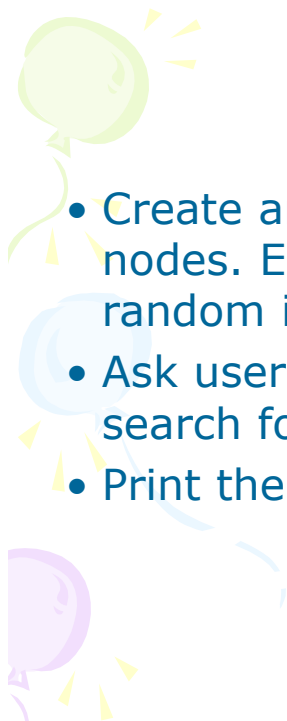 • Create a
nodes. E
random i
• Ask user
search fo
• Print the